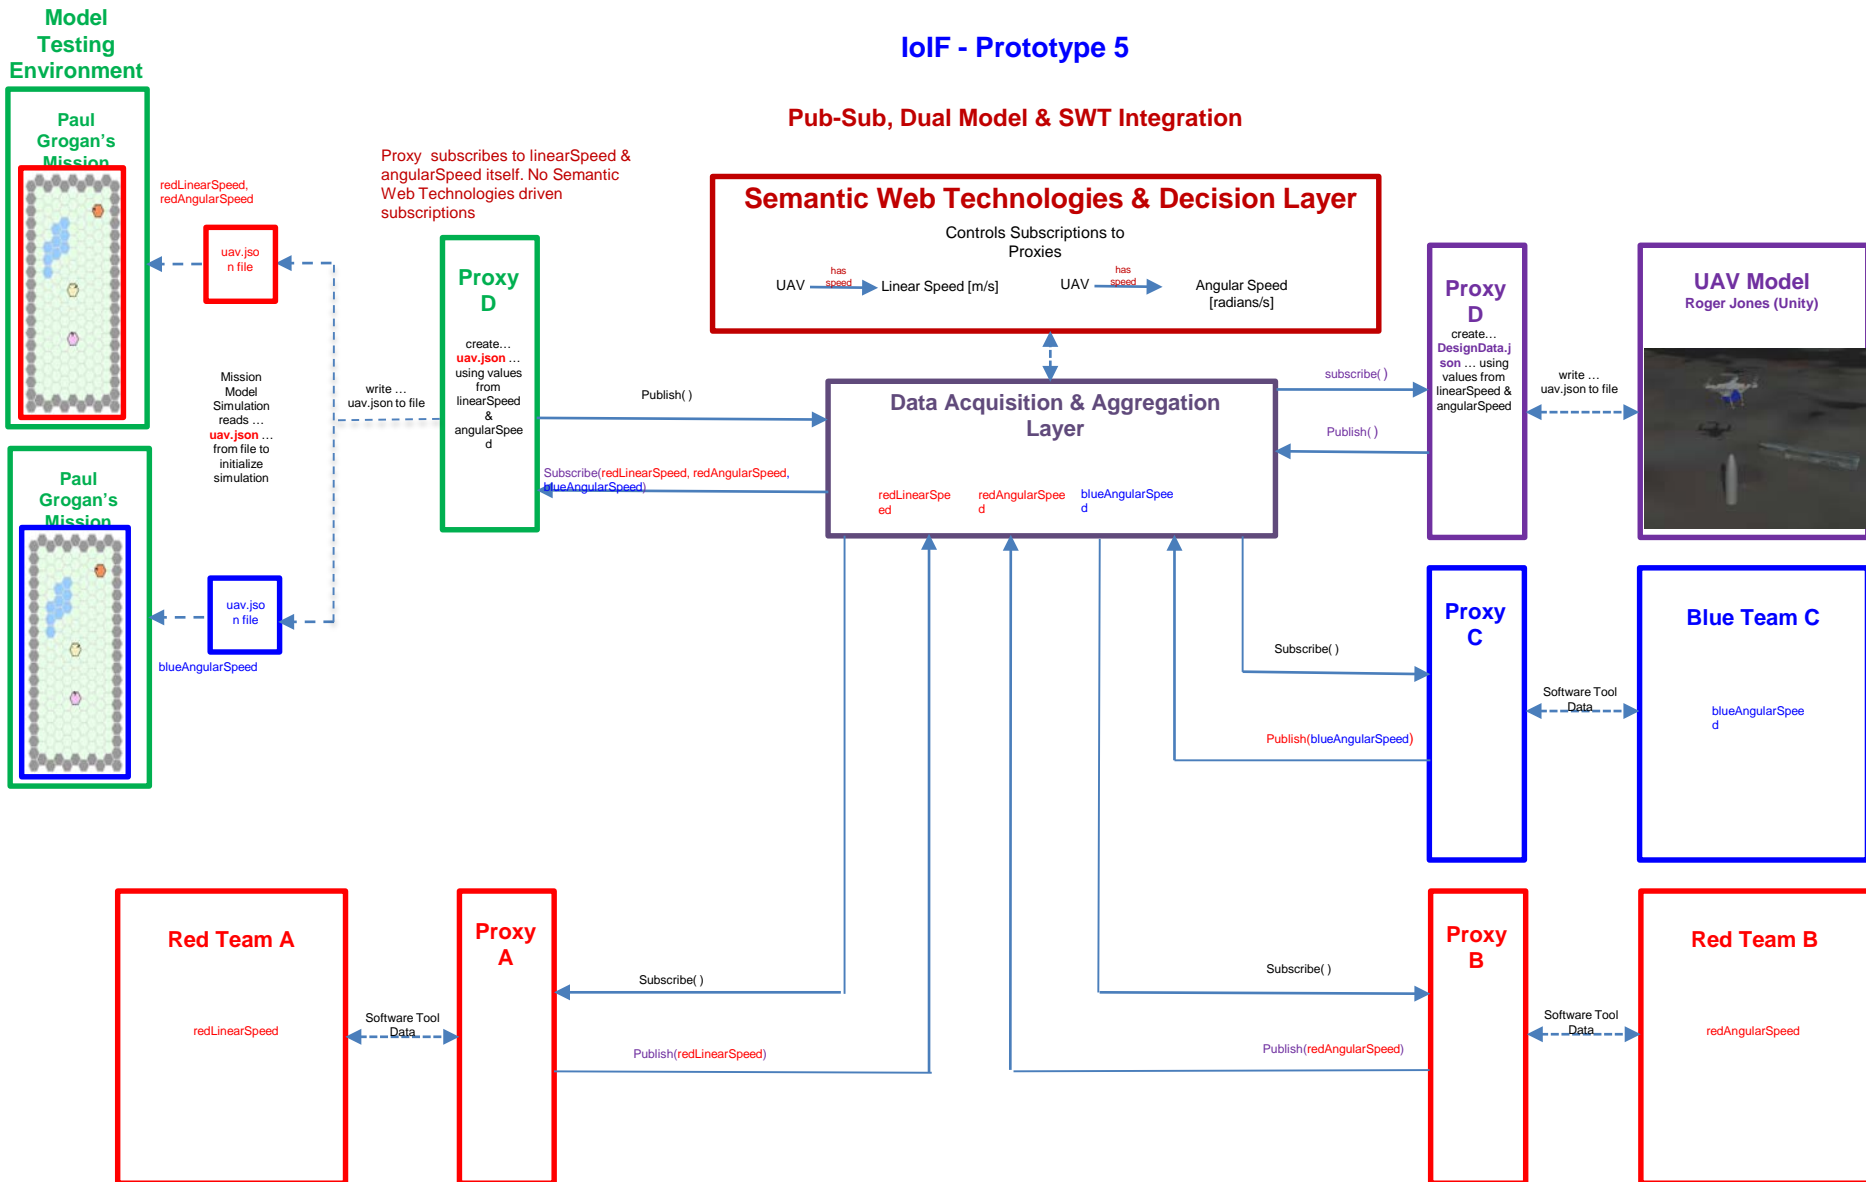 Model
Testing
Environment
IoIF - Prototype 5
Pub-Sub, Dual Model & SWT Integration
Paul
Grogan's
Mission
redLinearSpeed,
redAngularSpeed
uav.jso
n file
Proxy subscribes to linearSpeed &
angularSpeed itself. No Semantic
Web Technologies driven
subscriptions
Semantic Web Technologies & Decision Layer
Controls Subscriptions to
Proxies
UAV
has
speed
Linear Speed [m/s]
UAV
has
speed
Angular Speed
[radians/s]
Proxy
D
create…
uav.json …
using values
from
linearSpeed
&
angularSpee
d
Mission
Model
Simulation
reads …
uav.json …
from file to
initialize
simulation
write …
uav.json to file
Publish( )
Subscribe(redLinearSpeed, redAngularSpeed,
blueAngularSpeed)
Data Acquisition & Aggregation
Layer
redLinearSpe
ed
redAngularSpee
d
blueAngularSpee
d
subscribe( )
Publish( )
Proxy
D
create…
DesignData.j
son … using
values from
linearSpeed &
angularSpeed
write …
uav.json to file
UAV Model
Roger Jones (Unity)
Paul
Grogan's
Mission
uav.jso
n file
blueAngularSpeed
Subscribe( )
Publish(blueAngularSpeed)
Proxy
C
Software Tool
Data
Blue Team C
blueAngularSpee
d
Red Team A
redLinearSpeed
Software Tool
Data
Proxy
A
Subscribe( )
Publish(redLinearSpeed)
Subscribe( )
Publish(redAngularSpeed)
Proxy
B
Software Tool
Data
Red Team B
redAngularSpeed